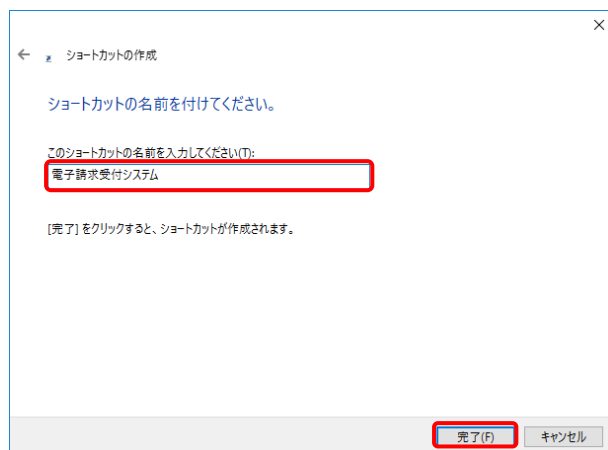 ショートカットの作成
ショートカットの名前を付けてください。
このショートカットの名前を入力してください(T):
電子請求受付システム
[完了] をクリックすると、ショートカットが作成されます。
完了(F)
キャンセル